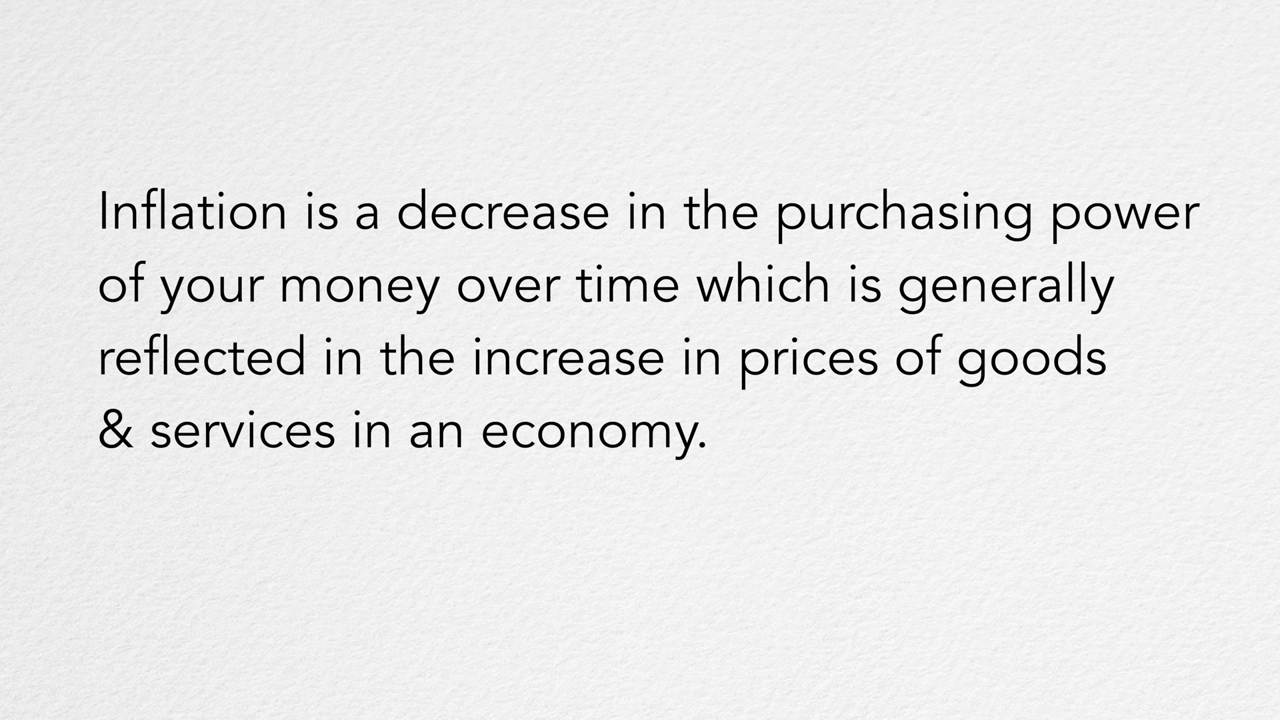 Inflation is a decrease in the purchasing power
of your money over time which is generally
reflected in the increase in prices of goods
& services in an economy.